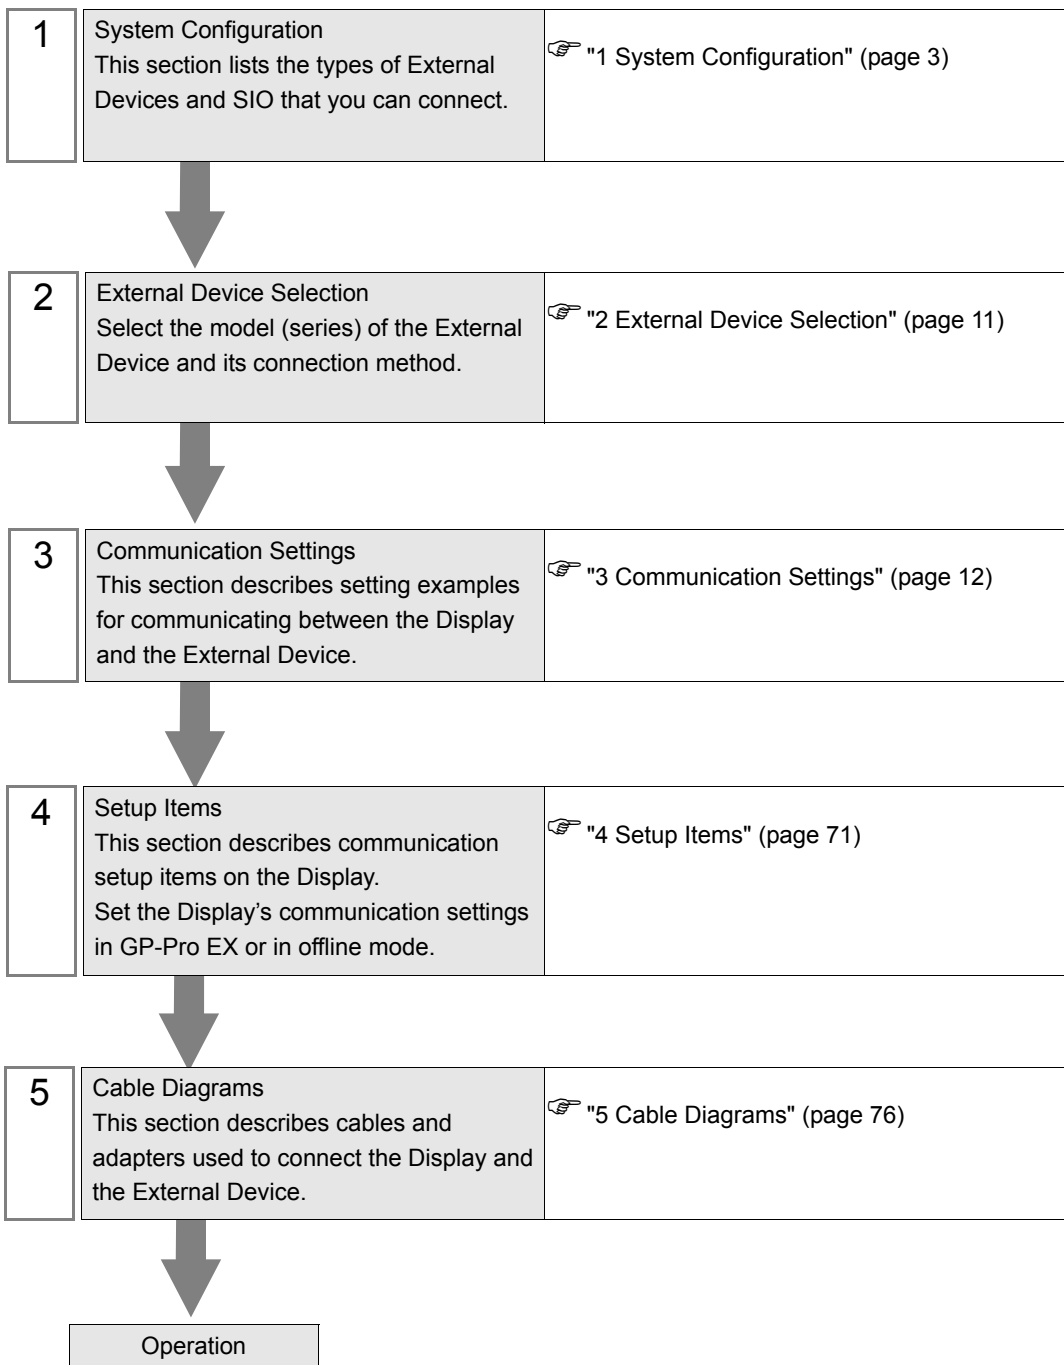 1
System Configuration
This section lists the types of External
Devices and SIO that you can connect.
"1 System Configuration" (page 3)
2
External Device Selection
Select the model (series) of the External
Device and its connection method.
"2 External Device Selection" (page 11)
3
Communication Settings
This section describes setting examples
for communicating between the Display
and the External Device.
"3 Communication Settings" (page 12)
4
Setup Items
This section describes communication
setup items on the Display.
Set the Display’s communication settings
in GP-Pro EX or in offline mode.
"4 Setup Items" (page 71)
5
Cable Diagrams
This section describes cables and
adapters used to connect the Display and
the External Device.
"5 Cable Diagrams" (page 76)
Operation